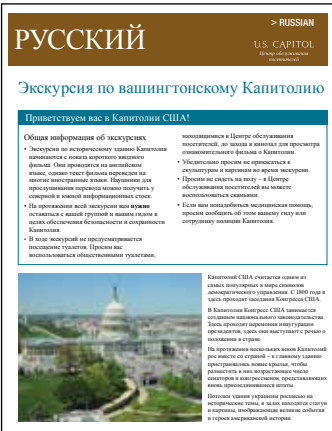 > RUSSIAN
РУССКИЙ
U.S. CAPITOL
Центр обслуживания
посетителей
Экскурсия по вашингтонскому Капитолию
Приветствуем вас в Капитолии США!
Общая информация об экскурсиях
• Экскурсии по историческому зданию Капитолия
начинаются с показа короткого вводного
фильма. Они проводятся на английском
языке, однако текст фильма переведен на
многие иностранные языки. Наушники для
прослушивания перевода можно получить у
северной и южной информационных стоек.
• На протяжении всей экскурсии вам нужно
оставаться с вашей группой и вашим гидом в
целях обеспечения безопасности и сохранности
Капитолия.
• В ходе экскурсий не предусматривается
посещение туалетов. Просим вас
воспользоваться общественными туалетами,
находящимися в Центре обслуживания
посетителей, до захода в кинозал для просмотра
ознакомительного фильма о Капитолии.
• Убедительно просим не прикасаться к
скульптурам и картинам во время экскурсии.
• Просим не сидеть на полу – в Центре
обслуживания посетителей вы можете
воспользоваться скамьями.
• Если вам понадобиться медицинская помощь,
просим сообщить об этом вашему гиду или
сотруднику полиции Капитолия.
Капитолий США считается одним из
самых популярных в мире символов
демократического управления. С 1800 года в
здесь проходят заседания Конгресса США.
В Капитолии Конгресс США занимается
созданием национального законодательства.
Здесь проходят церемонии инаугурации
президентов, здесь они выступают с речью о
положении в стране.
На протяжении нескольких веков Капитолий
рос вместе со страной – к главному зданию
пристраивались новые крылья, чтобы
разместить в них возрастающее число
сенаторов и конгрессменов, представляющих
вновь присоединившиеся штаты.
Потолки здания украшены росписью на
исторические темы, в залах находятся статуи
и картины, изображающие великие события
и героев американской истории.